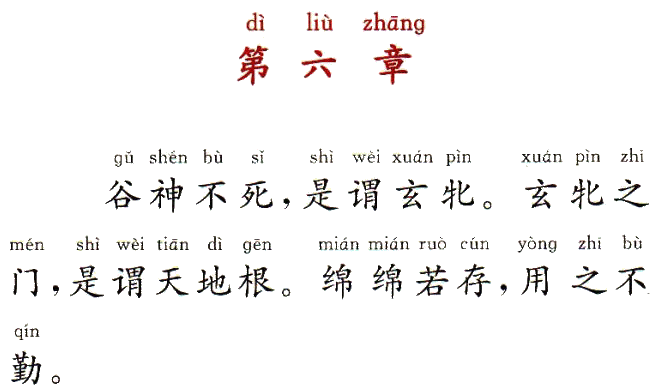 dì liù zhāng
第六章
gǔ shén bù sǐ shì wèi xuán pìn xuán pìn zhī
谷神不死，是谓玄牝。玄牝之
mén shì wèi tiān dì gēn mián mián ruò cún yòng zhī bù
门，是谓天地根。绵绵若存，用之不
qín
勤。